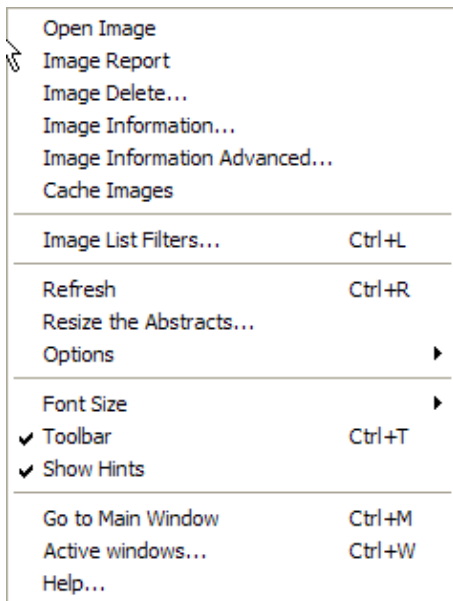 Open Image
Image Report
Image Delete...
Image Information...
Image Information Advanced...
Cache Images
Image List Filters... Ctrl+L
Refresh Ctrl+R
Resize the Abstracts...
Options
Font Size
Toolbar Ctrl+T
Show Hints
Go to Main Window Ctrl+M
Active windows... Ctrl+W
Help...